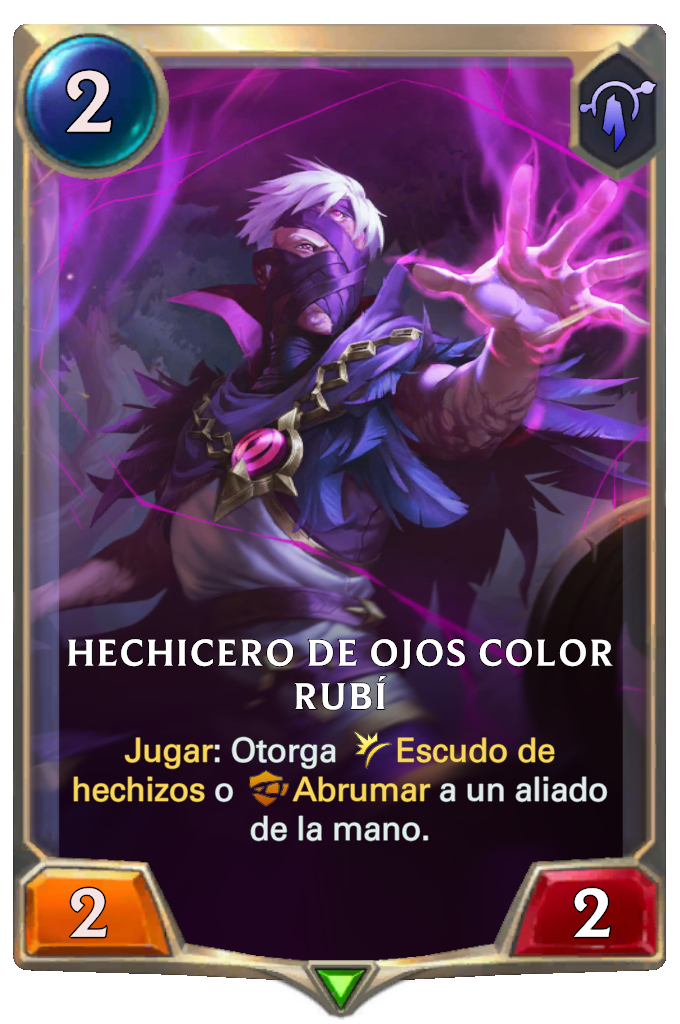 2
HECHICERO DE OJOS COLOR
RUBÍ
Jugar: Otorga Escudo de
hechizos o Abrumar a un aliado
de la mano.
2 2